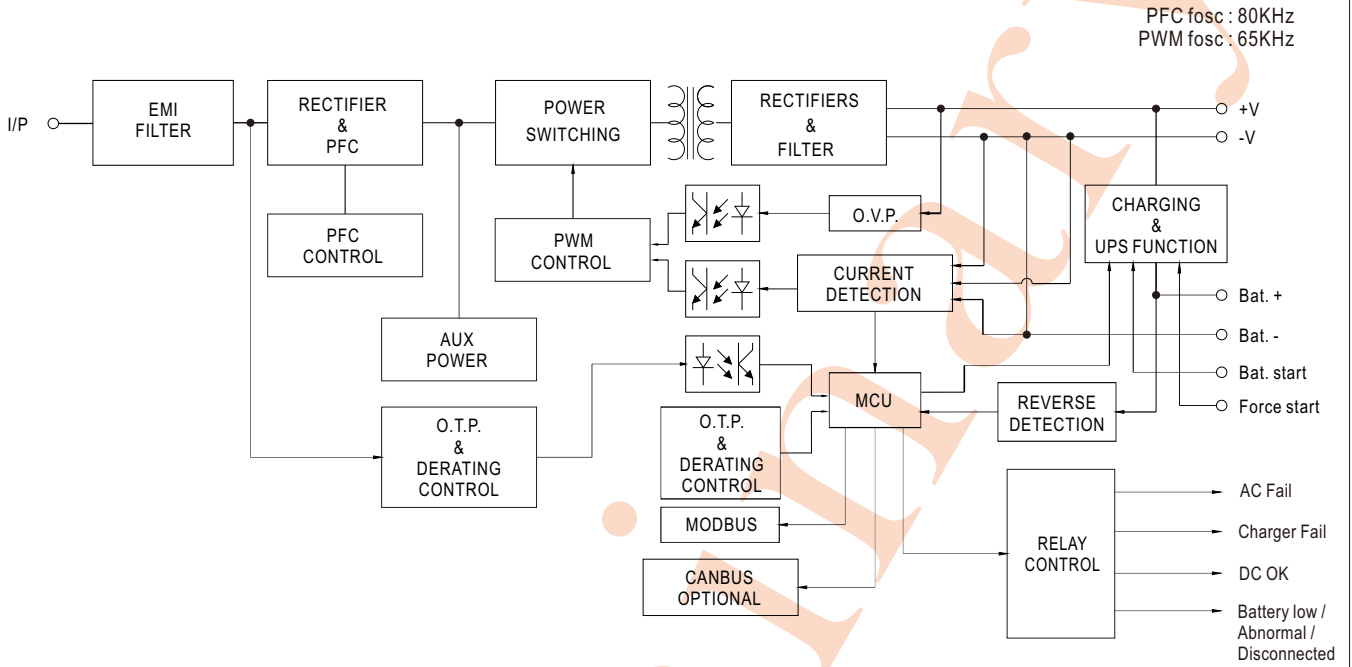 PFC fosc : 80KHz
PWM fosc : 65KHz
I/P
EMI
FILTER
RECTIFIER
&
PFC
POWER
SWITCHING
RECTIFIERS
&
FILTER
+V
-V
PFC
CONTROL
PWM
CONTROL
O.V.P.
CHARGING
&
UPS FUNCTION
CURRENT
DETECTION
AUX
POWER
Bat. +
Bat. -
Bat. start
Force start
MCU
REVERSE
DETECTION
O.T.P.
&
DERATING
CONTROL
O.T.P.
&
DERATING
CONTROL
MODBUS
CANBUS
OPTIONAL
RELAY
CONTROL
AC Fail
Charger Fail
DC OK
Battery low /
Abnormal /
Disconnected
inary